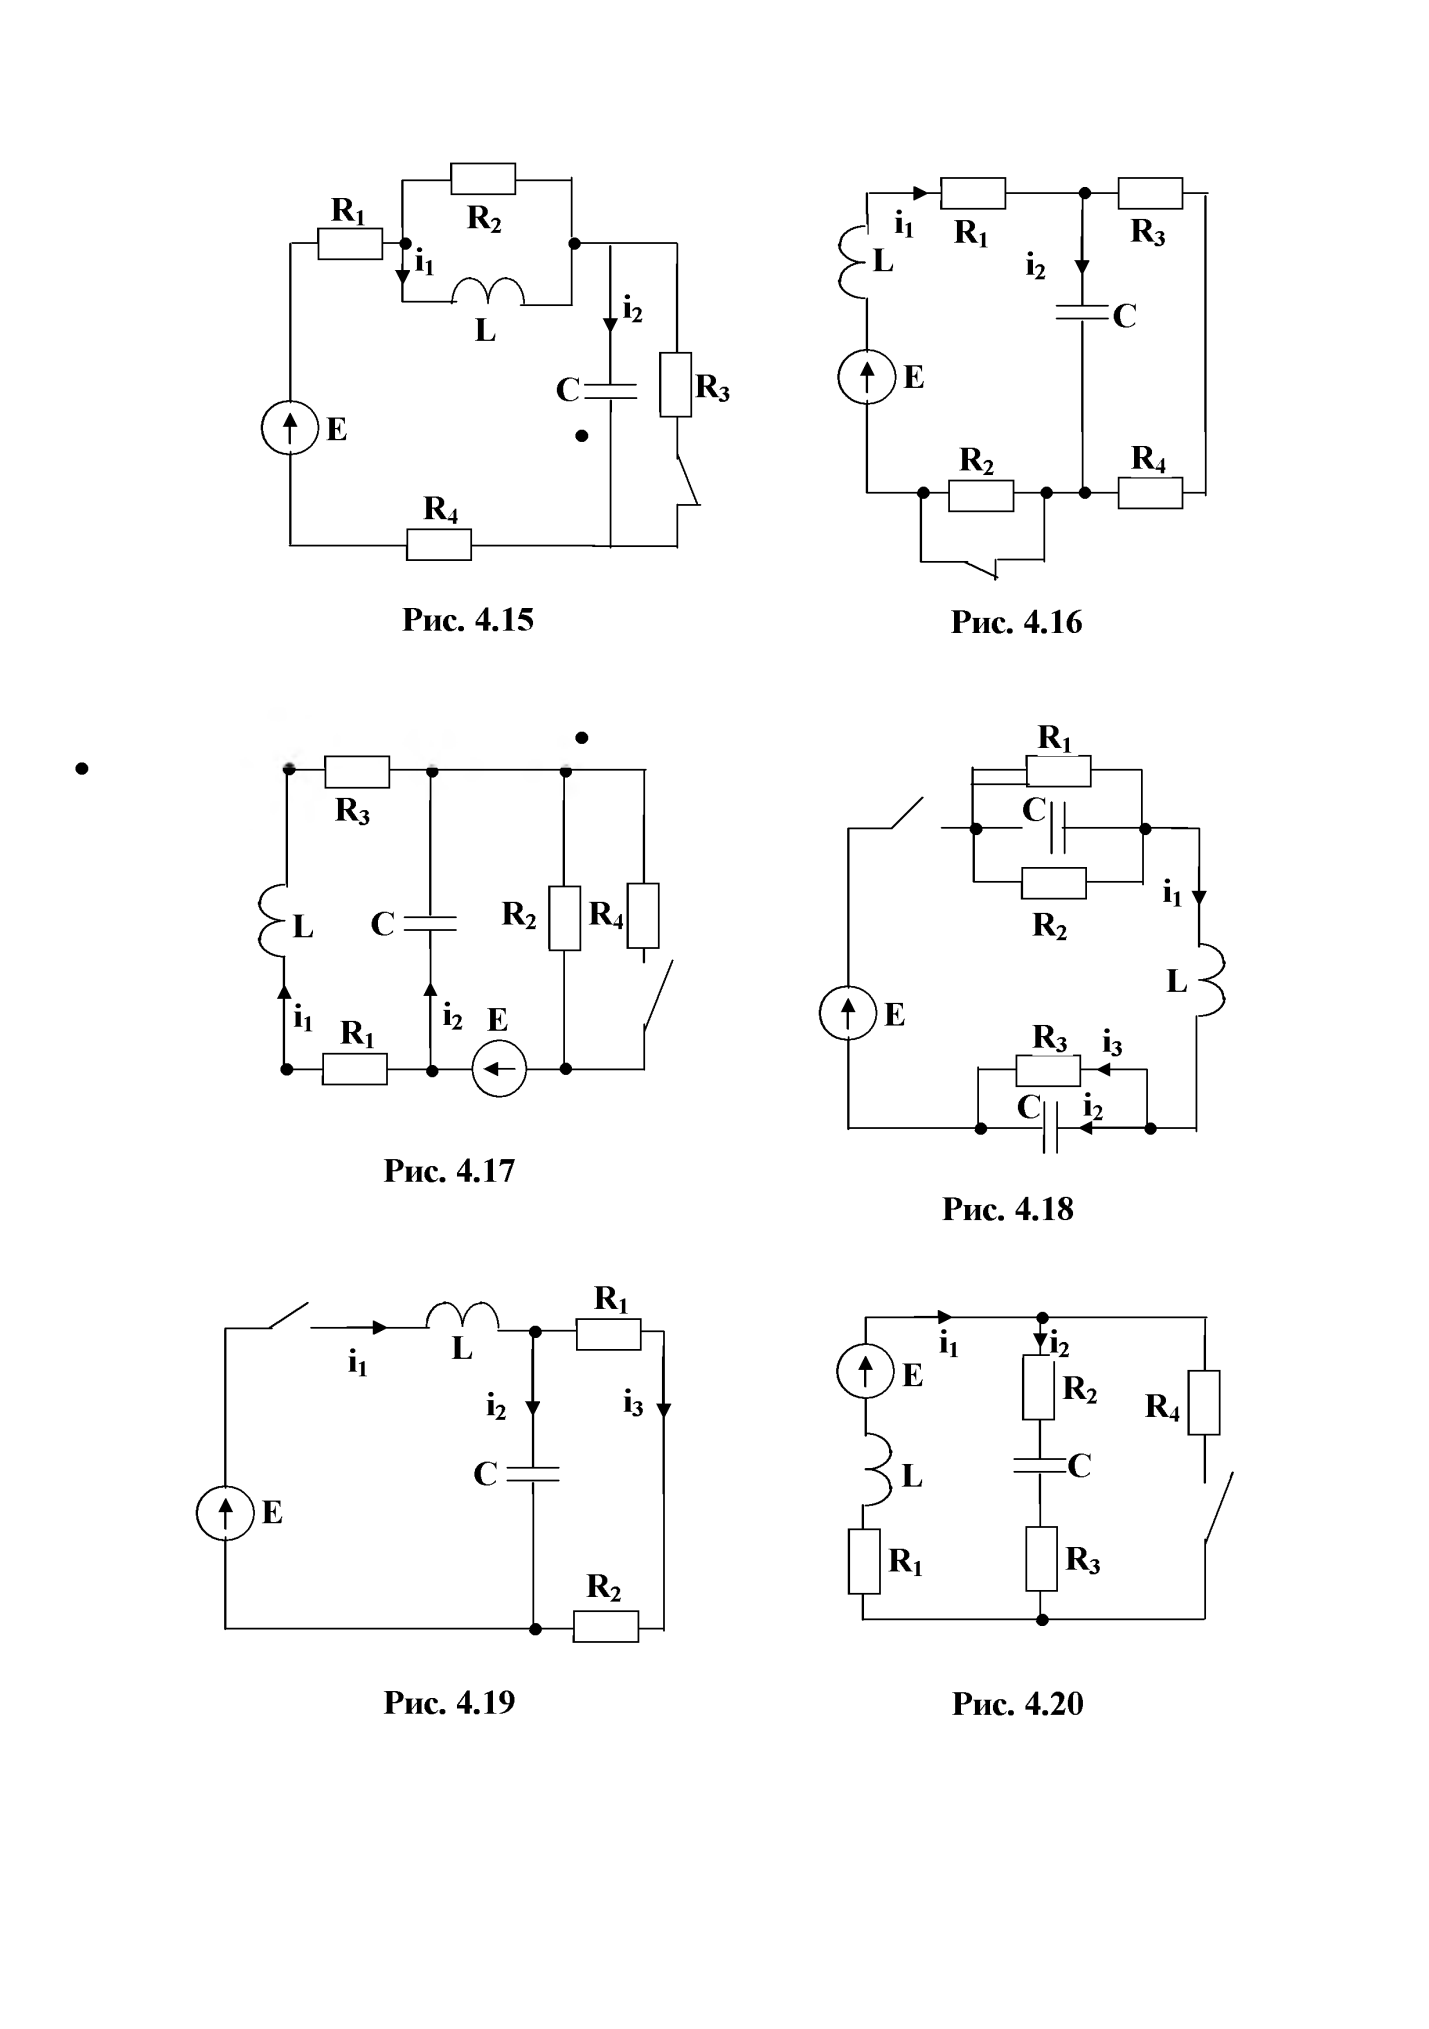 R₁
R₂
i₁
L
i₂
C
R₃
E
R₄
Рис. 4.15
i₁
R₁
R₃
L
i₂
C
E
R₂
R₄
Рис. 4.16
R₃
L
C
R₂
R₄
i₁
R₁
i₂
E
Рис. 4.17
R₁
C
R₂
i₁
L
E
R₃
i₃
C
i₂
Рис. 4.18
i₁
L
R₁
i₂
i₃
C
E
R₂
Рис. 4.19
i₁
i₂
E
R₂
R₄
L
C
R₁
R₃
Рис. 4.20